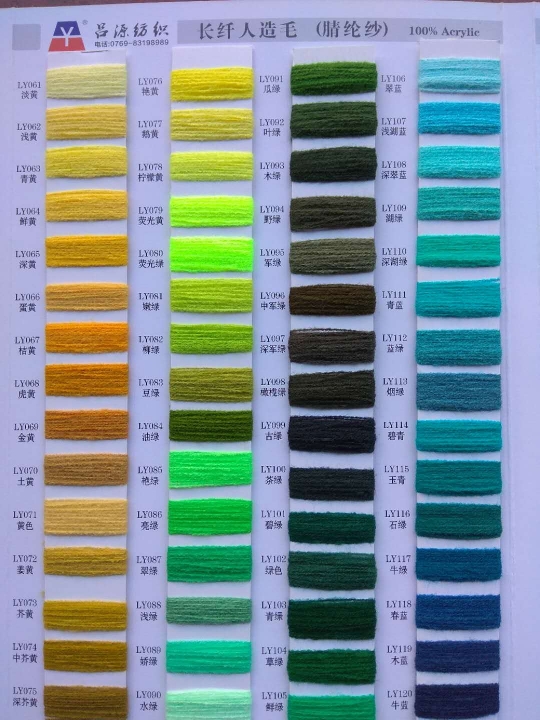 吕源纺织
电话:0769-83198989
长纤人造毛 (腈纶纱) 100% Acrylic
LY061
淡黄
LY062
浅黄
LY063
青黄
LY064
鲜黄
LY065
深黄
LY066
蛋黄
LY067
桔黄
LY068
虎黄
LY069
金黄
LY070
土黄
LY071
黄色
LY072
姜黄
LY073
芥黄
LY074
中芥黄
LY075
深芥黄
LY076
艳黄
LY077
鹅黄
LY078
柠檬黄
LY079
荧光黄
LY080
荧光绿
LY081
嫩绿
LY082
柳绿
LY083
豆绿
LY084
油绿
LY085
艳绿
LY086
亮绿
LY087
翠绿
LY088
浅绿
LY089
娇绿
LY090
水绿
LY091
瓜绿
LY092
叶绿
LY093
木绿
LY094
野绿
LY095
军绿
LY096
中军绿
LY097
深军绿
LY098
橄榄绿
LY099
古绿
LY100
茶绿
LY101
碧绿
LY102
绿色
LY103
青绿
LY104
草绿
LY105
鲜绿
LY106
翠蓝
LY107
浅湖蓝
LY108
深翠蓝
LY109
湖绿
LY110
深湖绿
LY111
青蓝
LY112
蓝绿
LY113
烟绿
LY114
碧青
LY115
玉青
LY116
石绿
LY117
牛绿
LY118
春蓝
LY119
木蓝
LY120
牛蓝